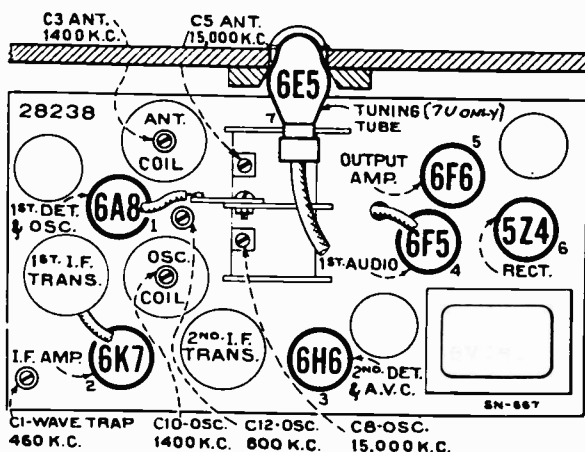 C3 ANT.
1400 K.C.
C5 ANT.
15,000 K.C.
6E5
7
TUNING (7U ONLY)
TUBE
28238
ANT.
COIL
OUTPUT
AMP.
5
6F6
6A8
1
1ST. DET.
& OSC.
6F5
4
5Z4
6
RECT.
1ST. AUDIO
1ST. I.F.
TRANS.
OSC.
COIL
2ND. I.F.
TRANS.
I.F. AMP.
2
6K7
6H6
3
2ND. DET.
& A.V.C.
SN-667
C1-WAVE TRAP
460 K.C.
C10-OSC.
1400 K.C.
C12-OSC.
600 K.C.
C8-OSC.
15,000 K.C.